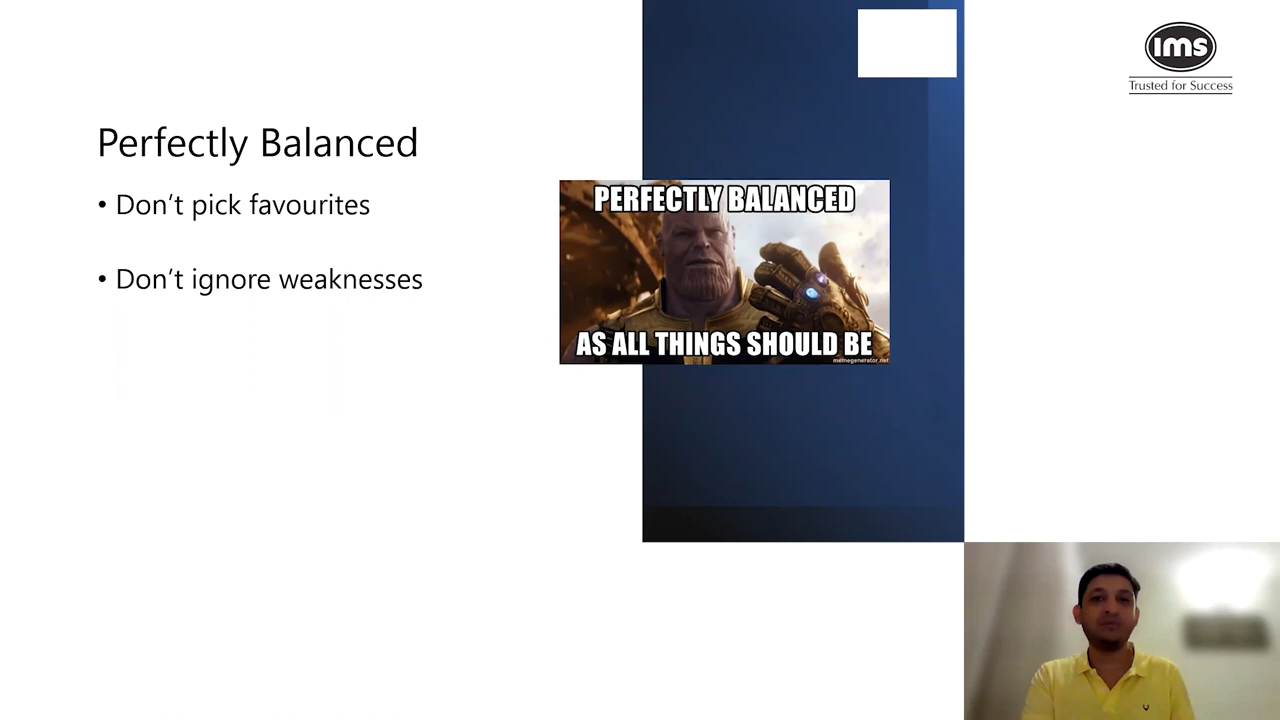 ims
Trusted for Success
Perfectly Balanced
• Don't pick favourites
• Don't ignore weaknesses
PERFECTLY BALANCED
AS ALL THINGS SHOULD BE
memegenerator.net